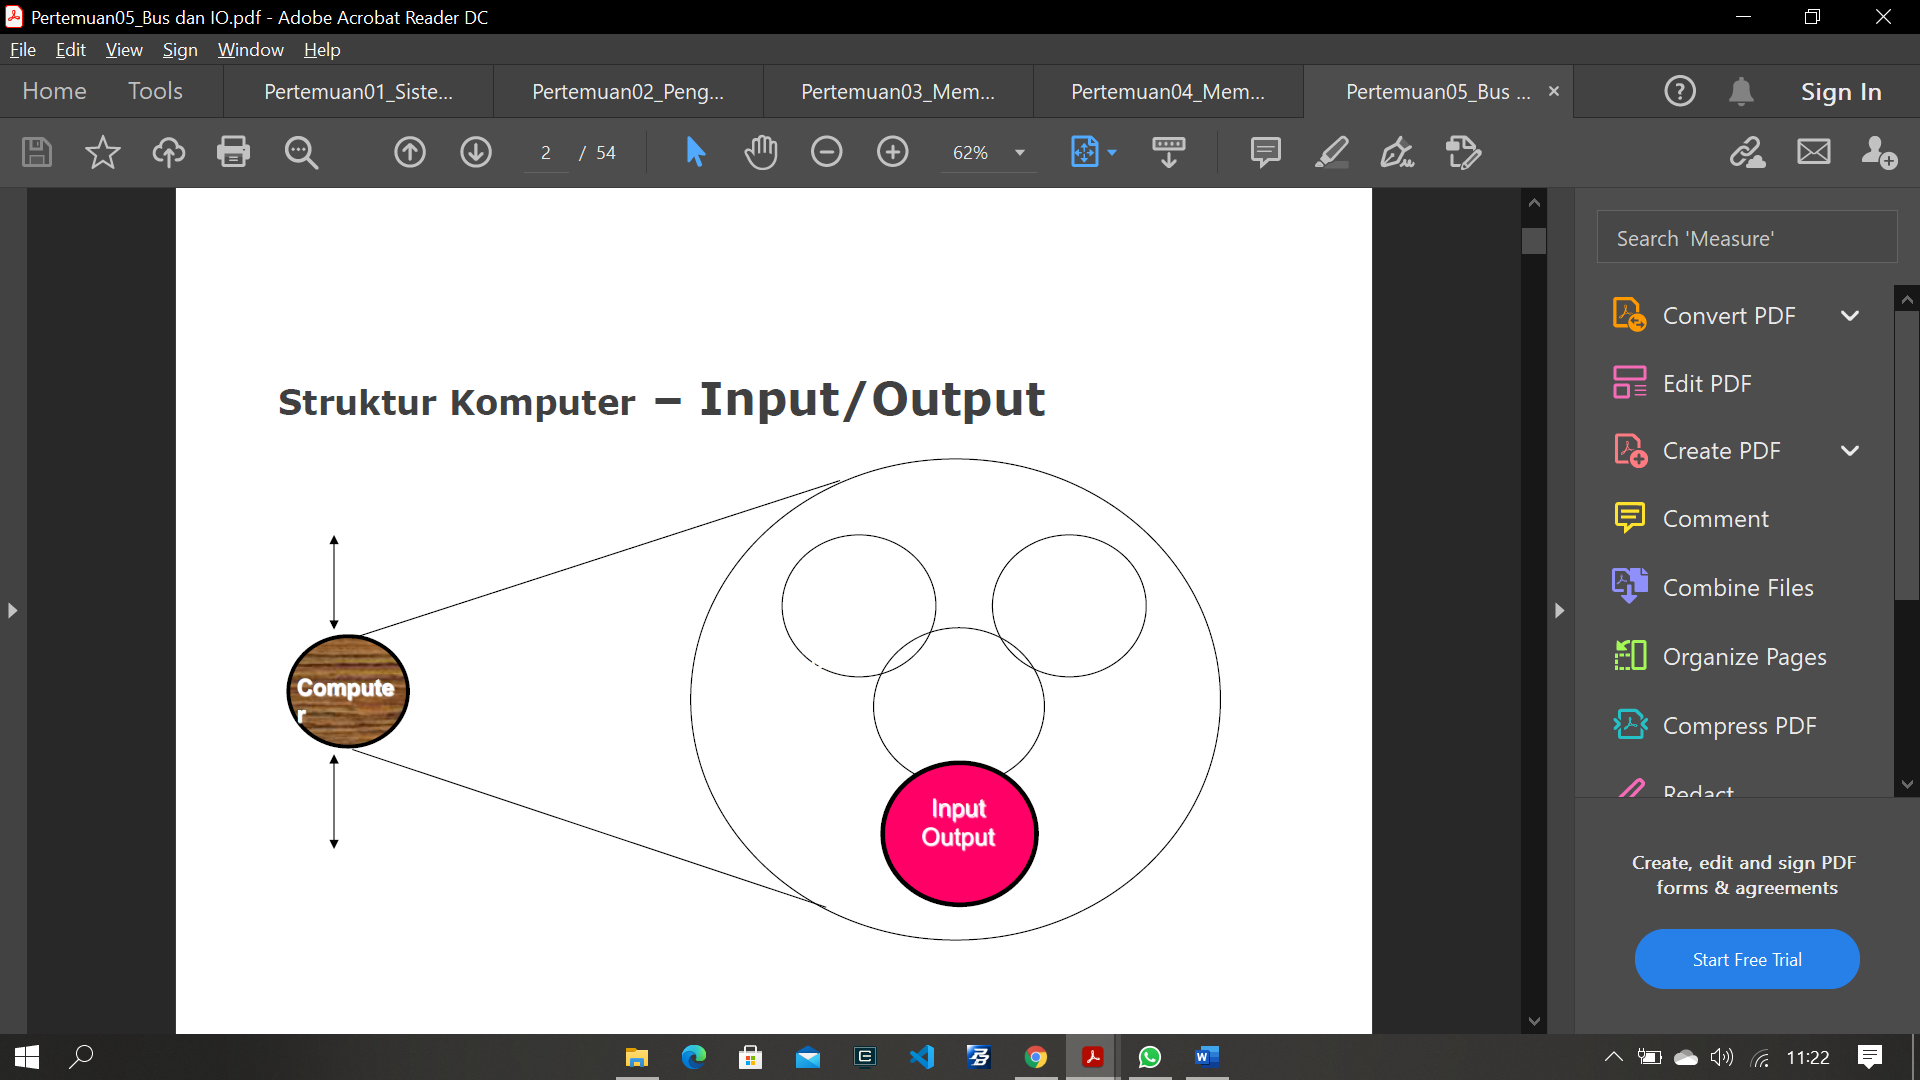 Pertemuan05_Bus dan IO.pdf - Adobe Acrobat Reader DC
File Edit View Sign Window Help
Home Tools Pertemuan01_Siste... Pertemuan02_Peng... Pertemuan03_Mem... Pertemuan04_Mem... Pertemuan05_Bus ... Sign In
2 / 54 62%
Struktur Komputer – Input/Output
Compute
r
Input
Output
Search 'Measure'
Convert PDF
Edit PDF
Create PDF
Comment
Combine Files
Organize Pages
Compress PDF
Redact
Create, edit and sign PDF
forms & agreements
Start Free Trial
11:22